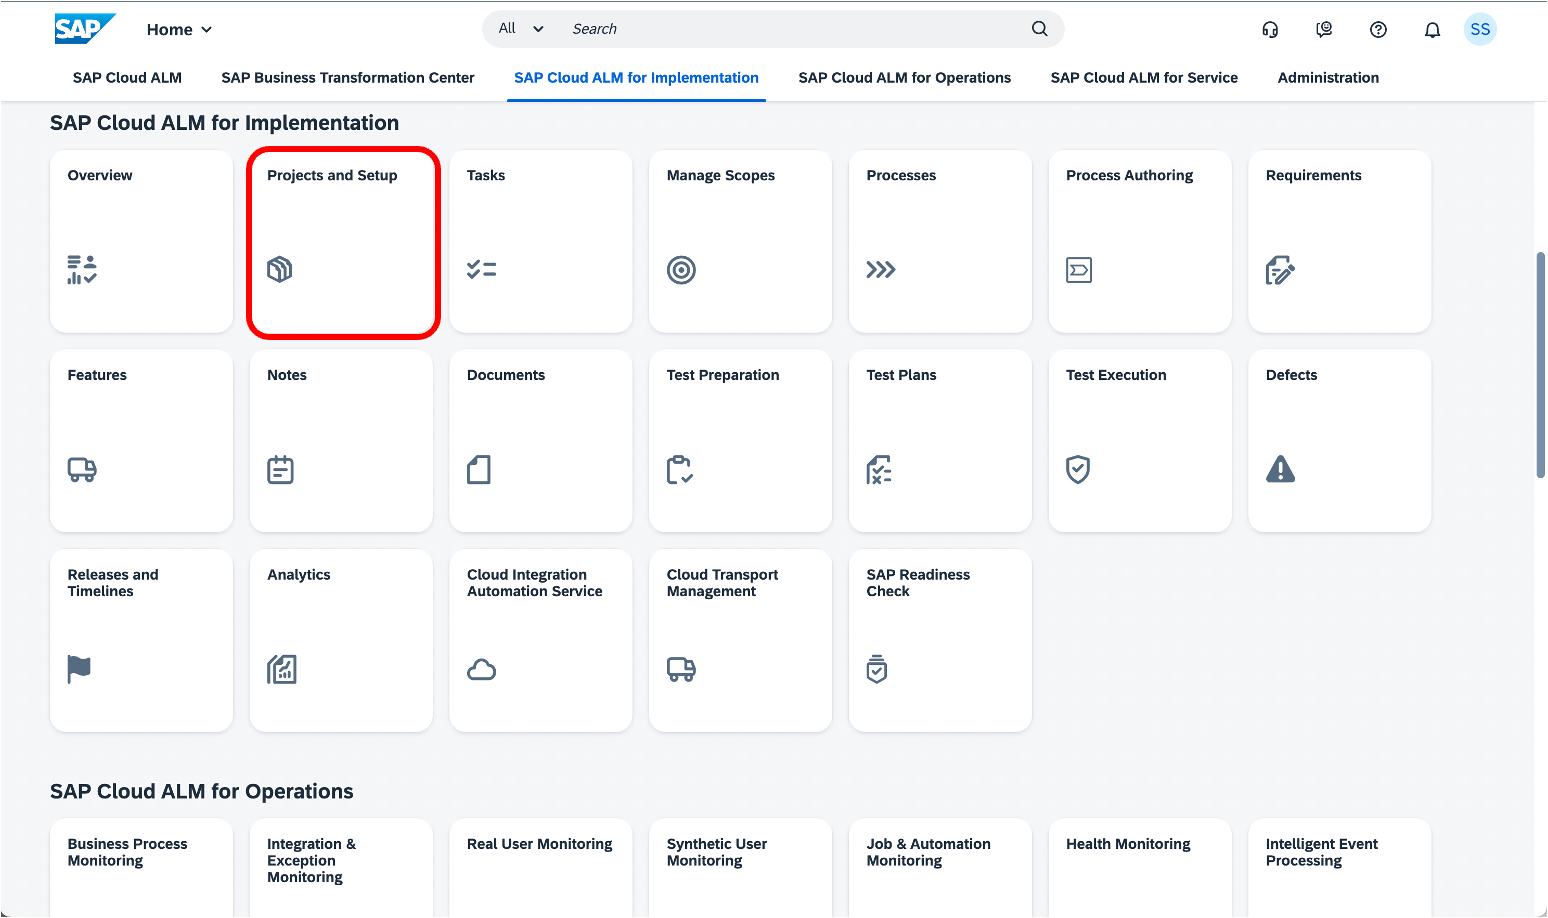 SAP
Home
All
Search
SS
SAP Cloud ALM
SAP Business Transformation Center
SAP Cloud ALM for Implementation
SAP Cloud ALM for Operations
SAP Cloud ALM for Service
Administration
SAP Cloud ALM for Implementation
Overview
Projects and Setup
Tasks
Manage Scopes
Processes
Process Authoring
Requirements
Features
Notes
Documents
Test Preparation
Test Plans
Test Execution
Defects
Releases and
Timelines
Analytics
Cloud Integration
Automation Service
Cloud Transport
Management
SAP Readiness
Check
SAP Cloud ALM for Operations
Business Process
Monitoring
Integration &
Exception
Monitoring
Real User Monitoring
Synthetic User
Monitoring
Job & Automation
Monitoring
Health Monitoring
Intelligent Event
Processing